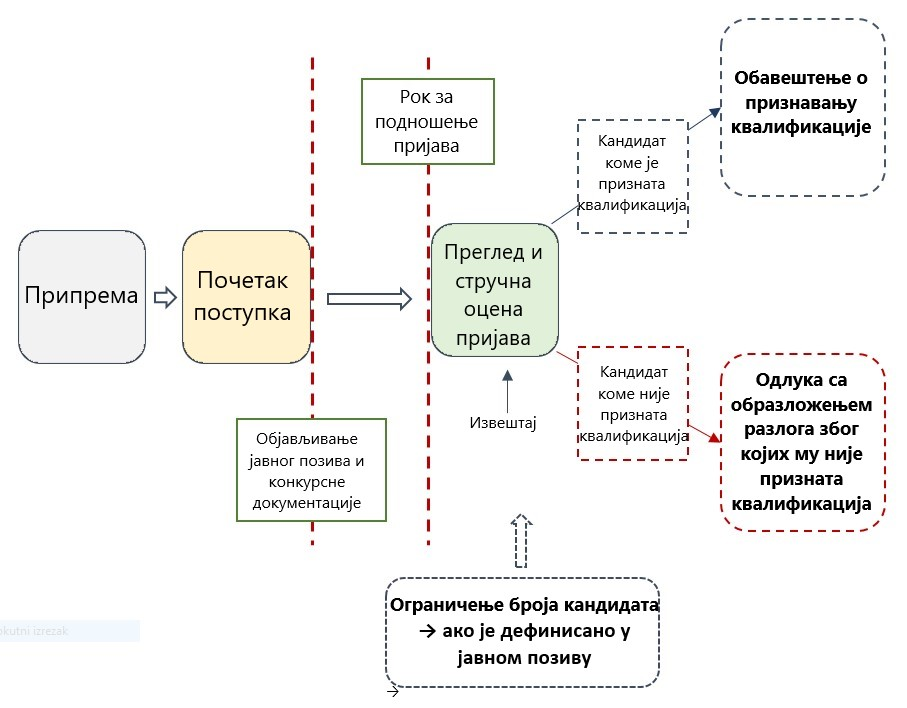 Обавештење о
признавању
квалификације
Рок за
подношење
пријава
Кандидат
коме је
призната
квалификација
Припрема
Почетак
поступка
Преглед и
стручна
оцена
пријава
Кандидат
коме није
призната
квалификација
Одлука са
образложењем
разлога због
којих му није
призната
квалификација
Извештај
Објављивање
јавног позива и
конкурсне
документације
Ограничење броја кандидата
→ ако је дефинисано у
јавном позиву
→
okutni izrezak